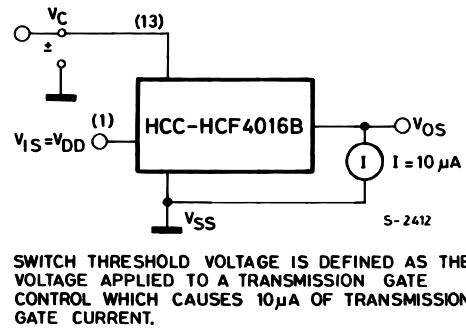 VC
(13)
±
HCC-HCF4016B
(1)
VIS=VDD
VOS
I
I = 10 µA
VSS
S-2412
SWITCH THRESHOLD VOLTAGE IS DEFINED AS THE
VOLTAGE APPLIED TO A TRANSMISSION GATE
CONTROL WHICH CAUSES 10µA OF TRANSMISSION
GATE CURRENT.